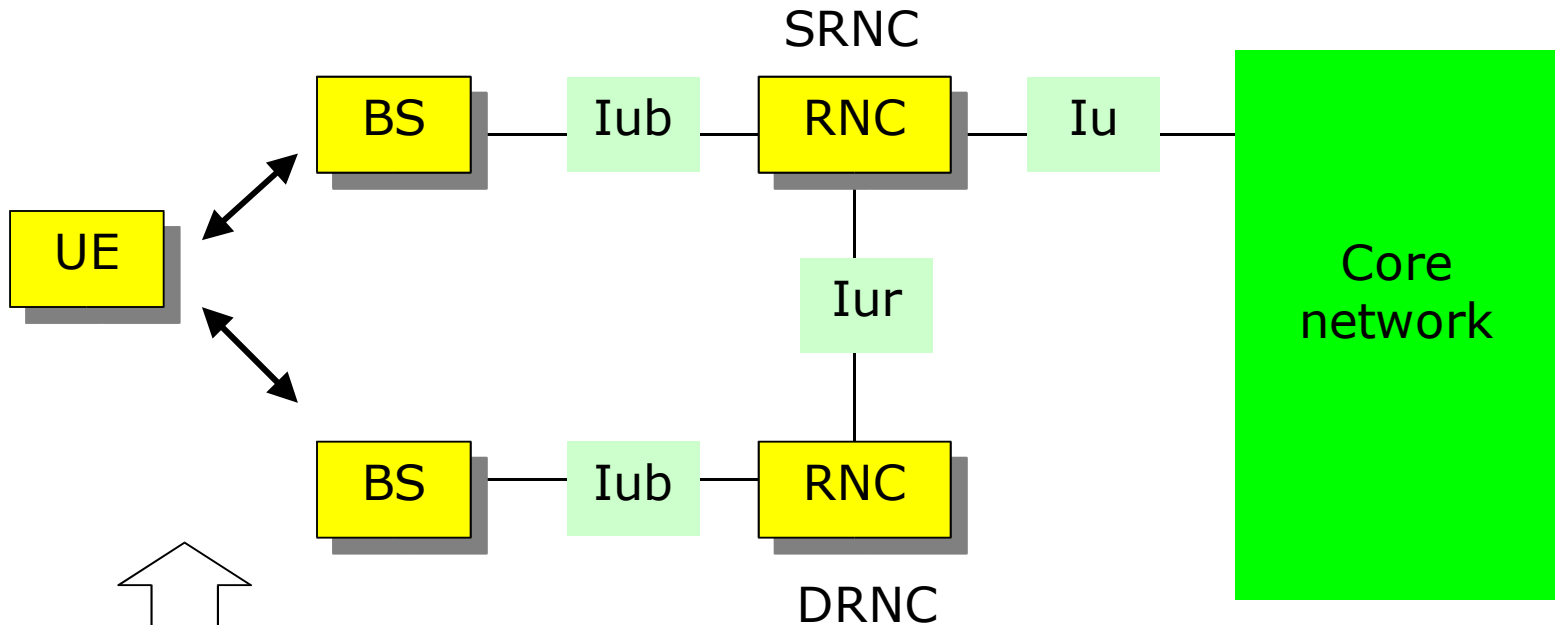 SRNC
BS
Iub
RNC
Iu
UE
Core
network
Iur
BS
Iub
RNC
DRNC